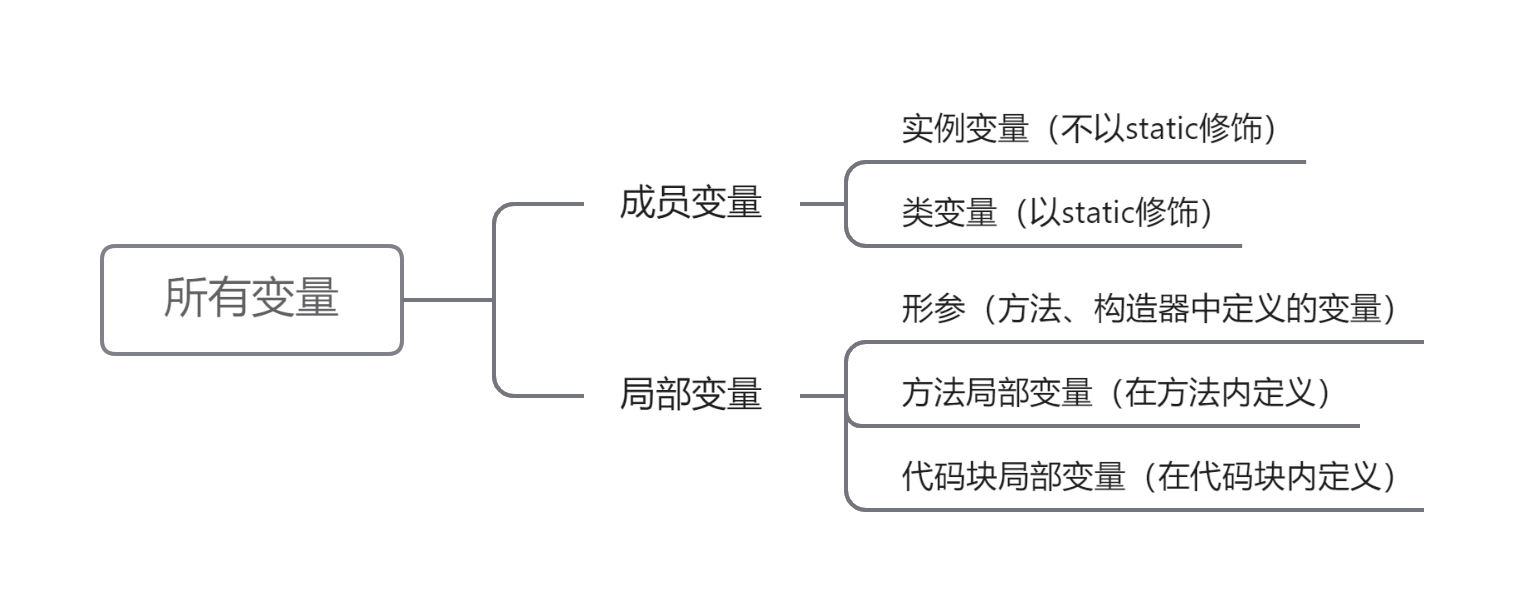 所有变量
成员变量
实例变量（不以static修饰）
类变量（以static修饰）
局部变量
形参（方法、构造器中定义的变量）
方法局部变量（在方法内定义）
代码块局部变量（在代码块内定义）